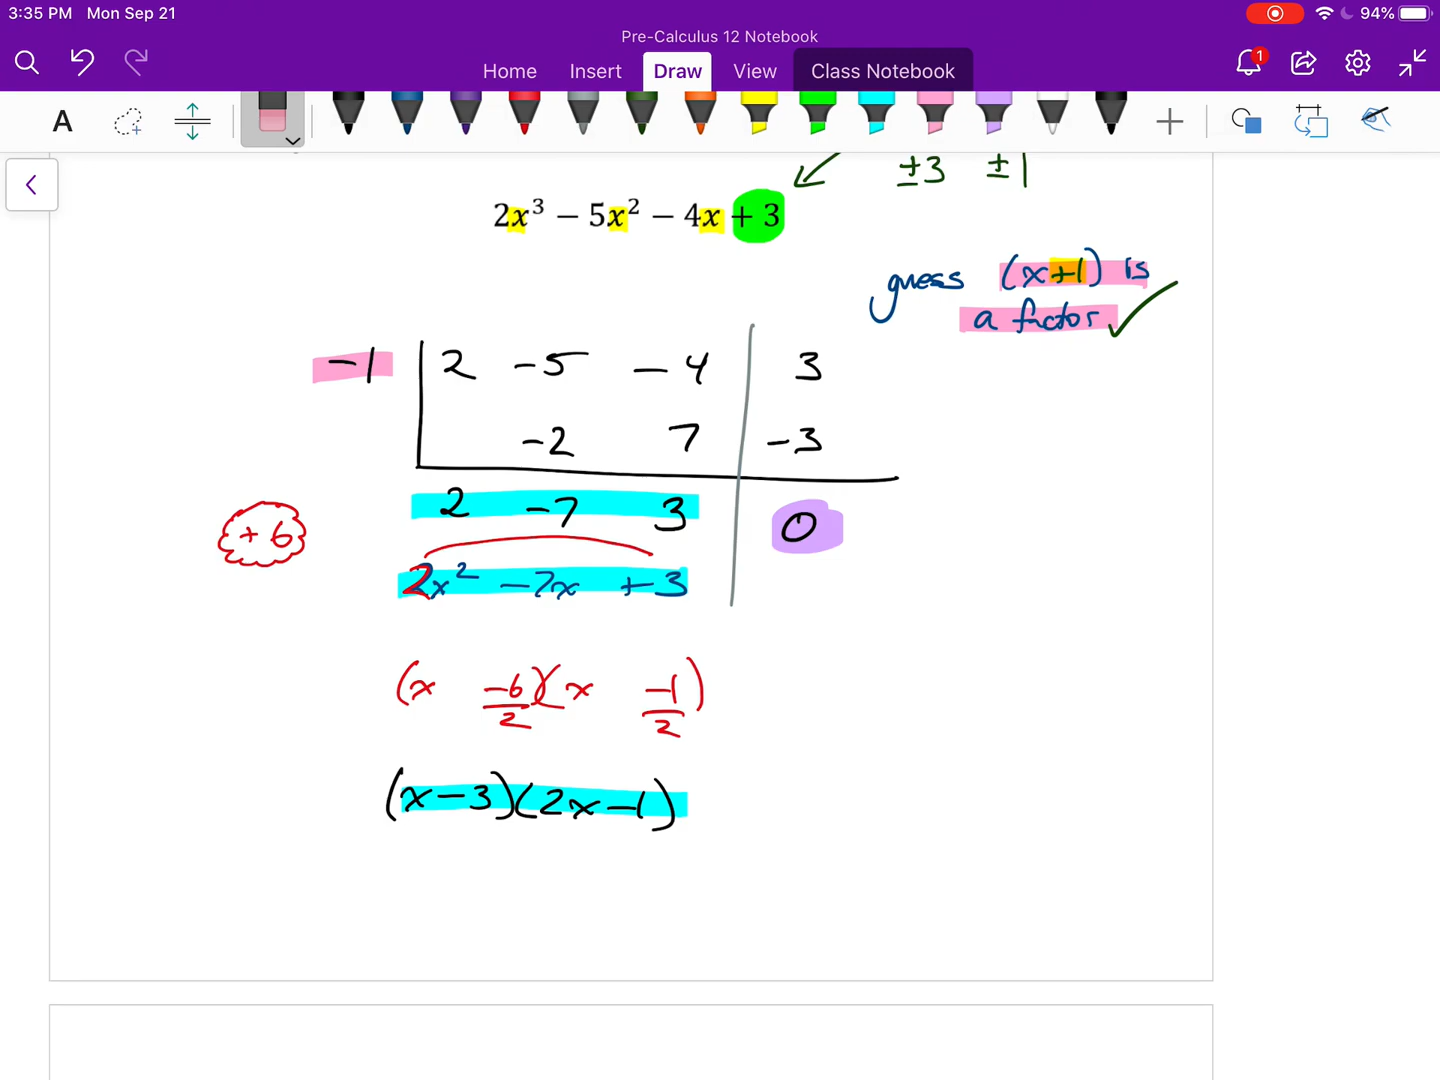 3:35 PM Mon Sep 21 94%
Pre-Calculus 12 Notebook
Home Insert Draw View Class Notebook
1
A
±3 ±1
2x³ − 5x² − 4x + 3
guess (x+1) is
a factor ✓
-1 2 -5 -4 3
-2 7 -3
2 -7 3 0
+6
2x² -7x +3
(x -6/2)(x -1/2)
(x-3)(2x-1)